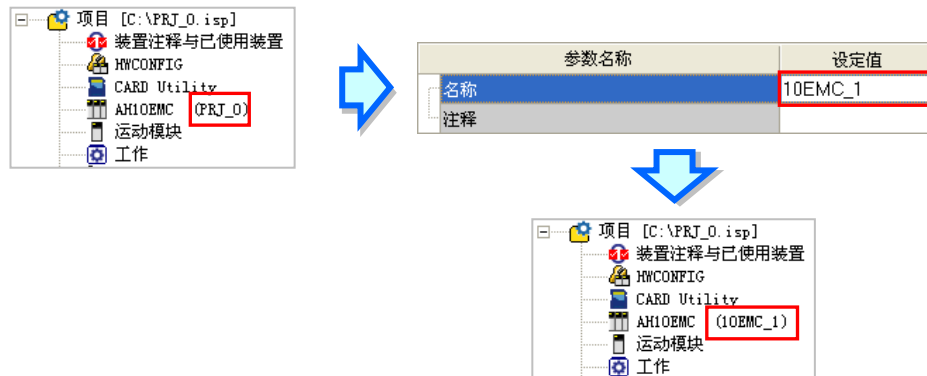 项目 [C:\PRJ_0.isp]
装置注释与已使用装置
HWCONFIG
CARD Utility
AH10EMC (PRJ_0)
运动模块
工作
参数名称 设定值
名称 10EMC_1
注释
项目 [C:\PRJ_0.isp]
装置注释与已使用装置
HWCONFIG
CARD Utility
AH10EMC (10EMC_1)
运动模块
工作